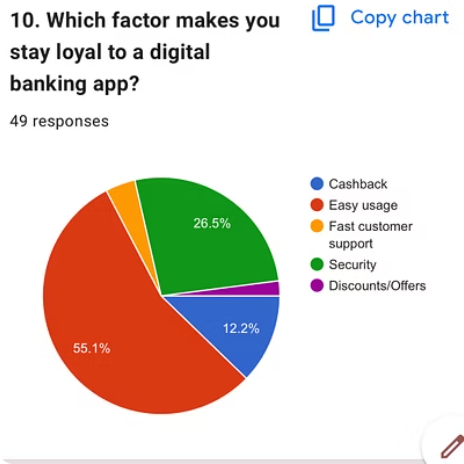 10. Which factor makes you
stay loyal to a digital
banking app?
Copy chart
49 responses
26.5%
12.2%
55.1%
Cashback
Easy usage
Fast customer
support
Security
Discounts/Offers